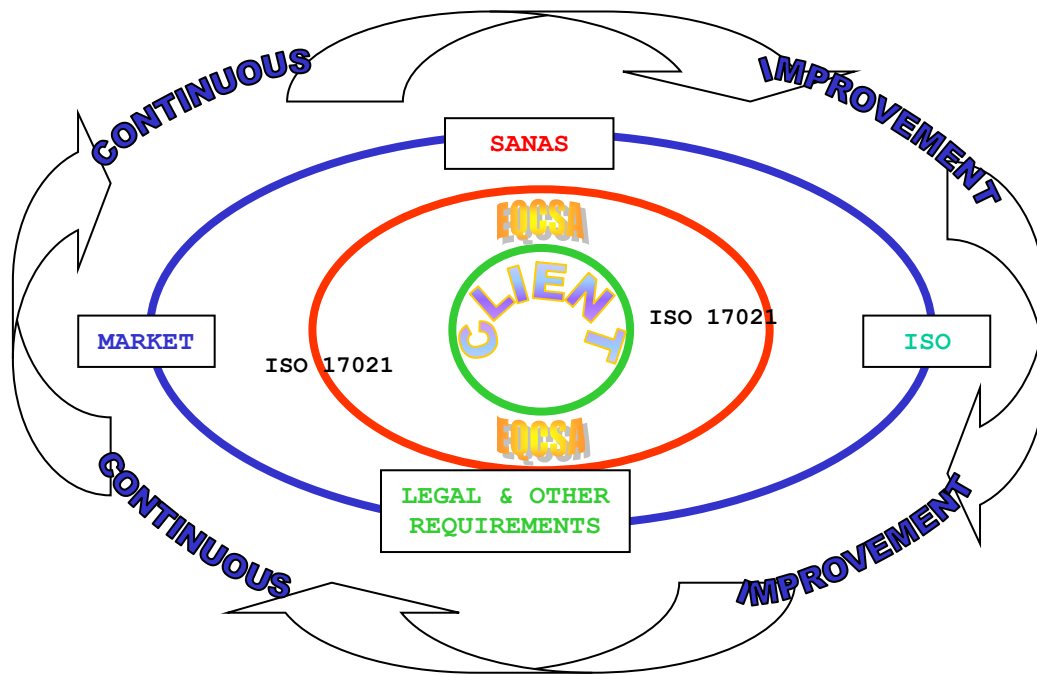 CONTINUOUS
IMPROVEMENT
SANAS
EQCSA
CLIENT
ISO 17021
MARKET
ISO
ISO 17021
EQCSA
LEGAL & OTHER
REQUIREMENTS
CONTINUOUS
IMPROVEMENT